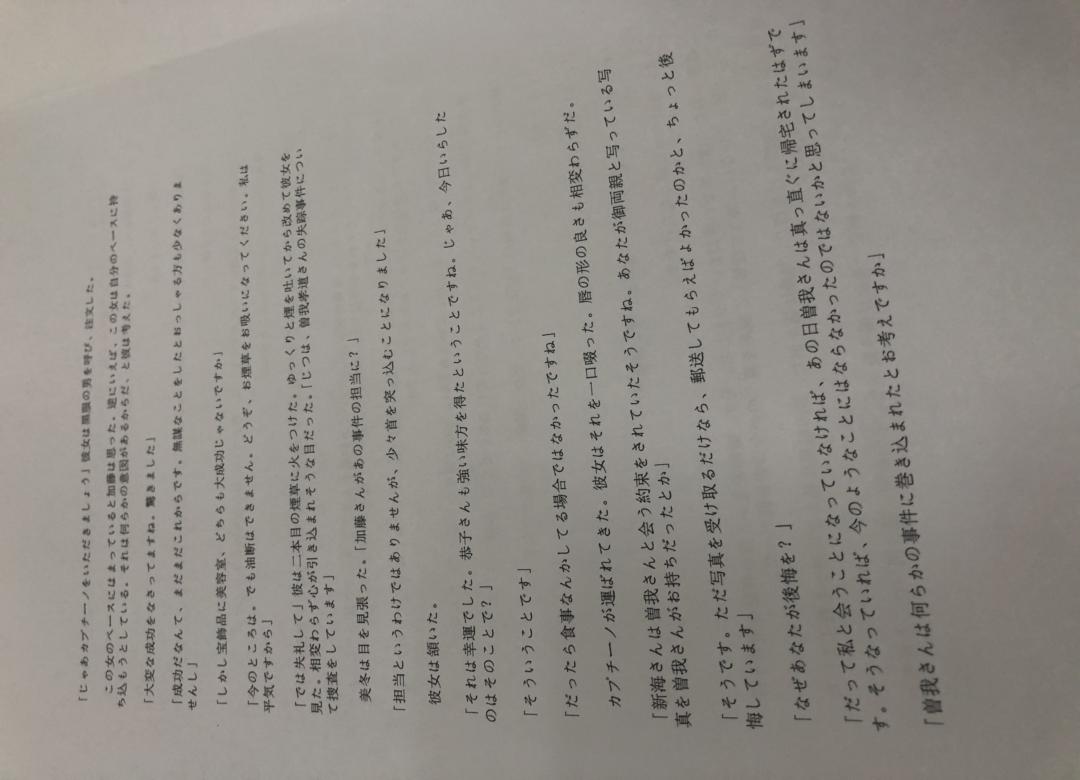 「じゃあカプチーノをいただきましょう」彼女は黒服の男を呼び、注文した。
この女のペースにはまっていると加藤は思った。逆にいえば、この女は自分のペースに持
ち込もうとしている。それは何らかの意図があるからだ、と彼は考えた。
「大変な成功をなさってますね。驚きました」
「成功だなんて、まだまだこれからです。無謀なことをしたとおっしゃる方も少なくありま
せんし」
「しかし宝飾品に美容室、どちらも大成功じゃないですか」
「今のところは。でも油断はできません。どうぞ、お煙草をお吸いになってください。私は
平気ですから」
「では失礼して」彼は二本目の煙草に火をつけた。ゆっくりと煙を吐いてから改めて彼女を
見た。相変わらず心が引き込まれそうな目だった。「じつは、曽我孝道さんの失踪事件につい
て捜査をしています」
美冬は目を見張った。「加藤さんがあの事件の担当に？」
「担当というわけではありませんが、少々首を突っ込むことになりました」
彼女は頷いた。
「それは幸運でした。恭子さんも強い味方を得たということですね。じゃあ、今日いらした
のはそのことで？」
「そういうことです」
「だったら食事なんかしてる場合ではなかったですね」
カプチーノが運ばれてきた。彼女はそれを一口啜った。唇の形の良さも相変わらずだ。
「新海さんは曽我さんと会う約束をされていたそうですね。あなたが御両親と写っている写
真を曽我さんがお持ちだったとか」
「そうです。ただ写真を受け取るだけなら、郵送してもらえばよかったのかと、ちょっと後
悔しています」
「なぜあなたが後悔を？」
「だって私と会うことになっていなければ、あの日曽我さんは真っ直ぐに帰宅されたはずで
す。そうなっていれば、今のようなことにはならなかったのではないかと思ってしまいます」
「曽我さんは何らかの事件に巻き込まれたとお考えですか」